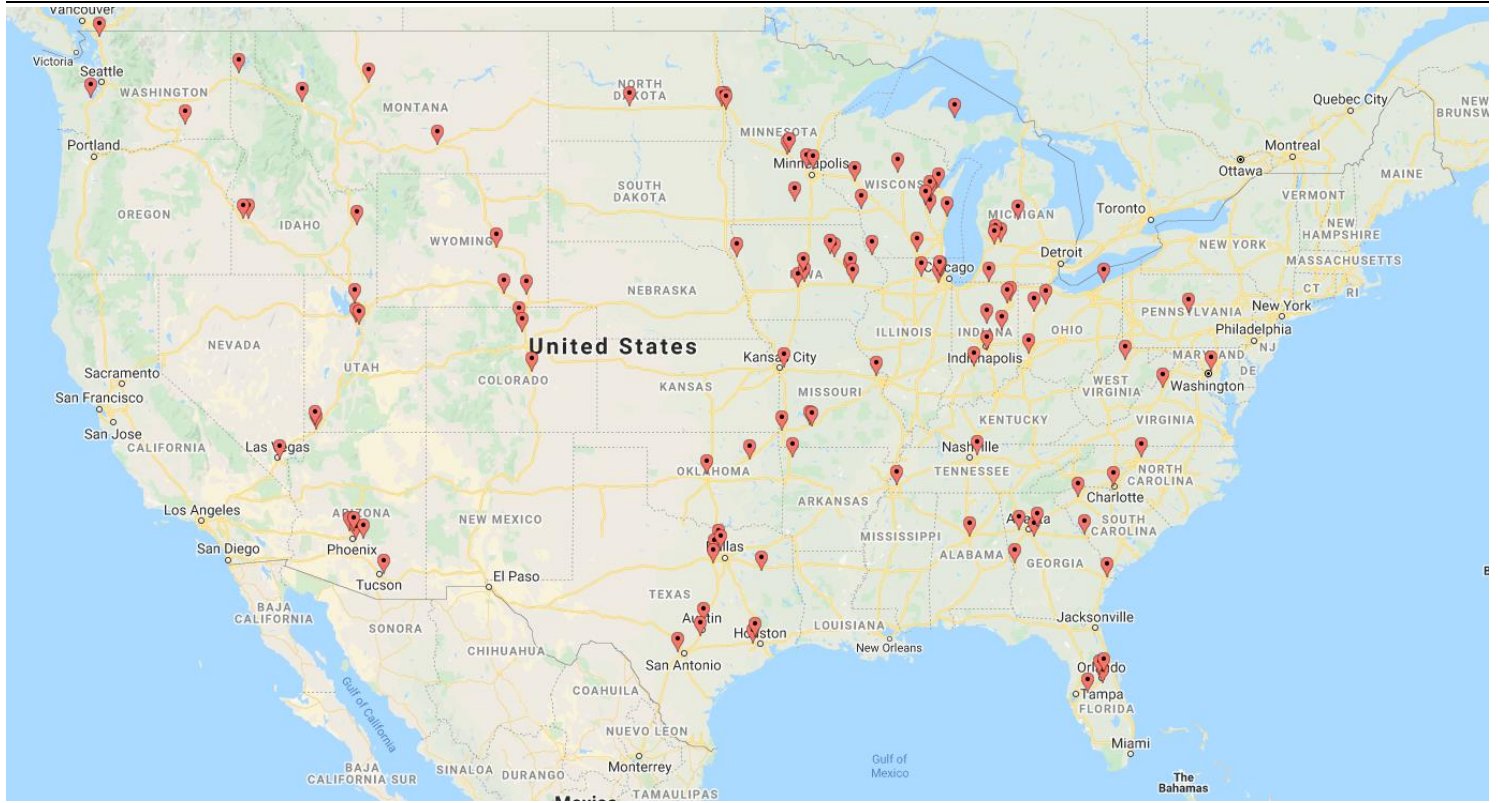 Vancouver
Victoria
Seattle
WASHINGTON
MONTANA
NORTH
DAKOTA
MINNESOTA
Minneapolis
Quebec City
NEW
BRUNSW
Portland
Montreal
Ottawa
MAINE
OREGON
IDAHO
WYOMING
SOUTH
DAKOTA
WISCONS
MICHIGAN
Toronto
VERMONT
NEW
HAMPSHIRE
NEW YORK
MASSACHUSETTS
CT
RI
Detroit
Chicago
IOWA
NEBRASKA
NEVADA
UTAH
COLORADO
United States
ILLINOIS
INDIANA
Indianapolis
OHIO
PENNSYLVANIA
New York
Philadelphia
NJ
MARYLAND
DE
Washington
Sacramento
San Francisco
San Jose
CALIFORNIA
Las Vegas
KANSAS
Kansas City
MISSOURI
WEST
VIRGINIA
VIRGINIA
KENTUCKY
Nashville
TENNESSEE
NORTH
CAROLINA
Charlotte
Los Angeles
San Diego
ARIZONA
Phoenix
Tucson
NEW MEXICO
OKLAHOMA
ARKANSAS
MISSISSIPPI
ALABAMA
Atlanta
GEORGIA
SOUTH
CAROLINA
El Paso
Dallas
TEXAS
Austin
Houston
San Antonio
LOUISIANA
New Orleans
Jacksonville
Orlando
Tampa
FLORIDA
Miami
BAJA
CALIFORNIA
SONORA
CHIHUAHUA
COAHUILA
Gulf of California
NUEVO LEON
Monterrey
BAJA
CALIFORNIA SUR
SINALOA
DURANGO
TAMAULIPAS
Mexico
Gulf of
Mexico
The
Bahamas
B